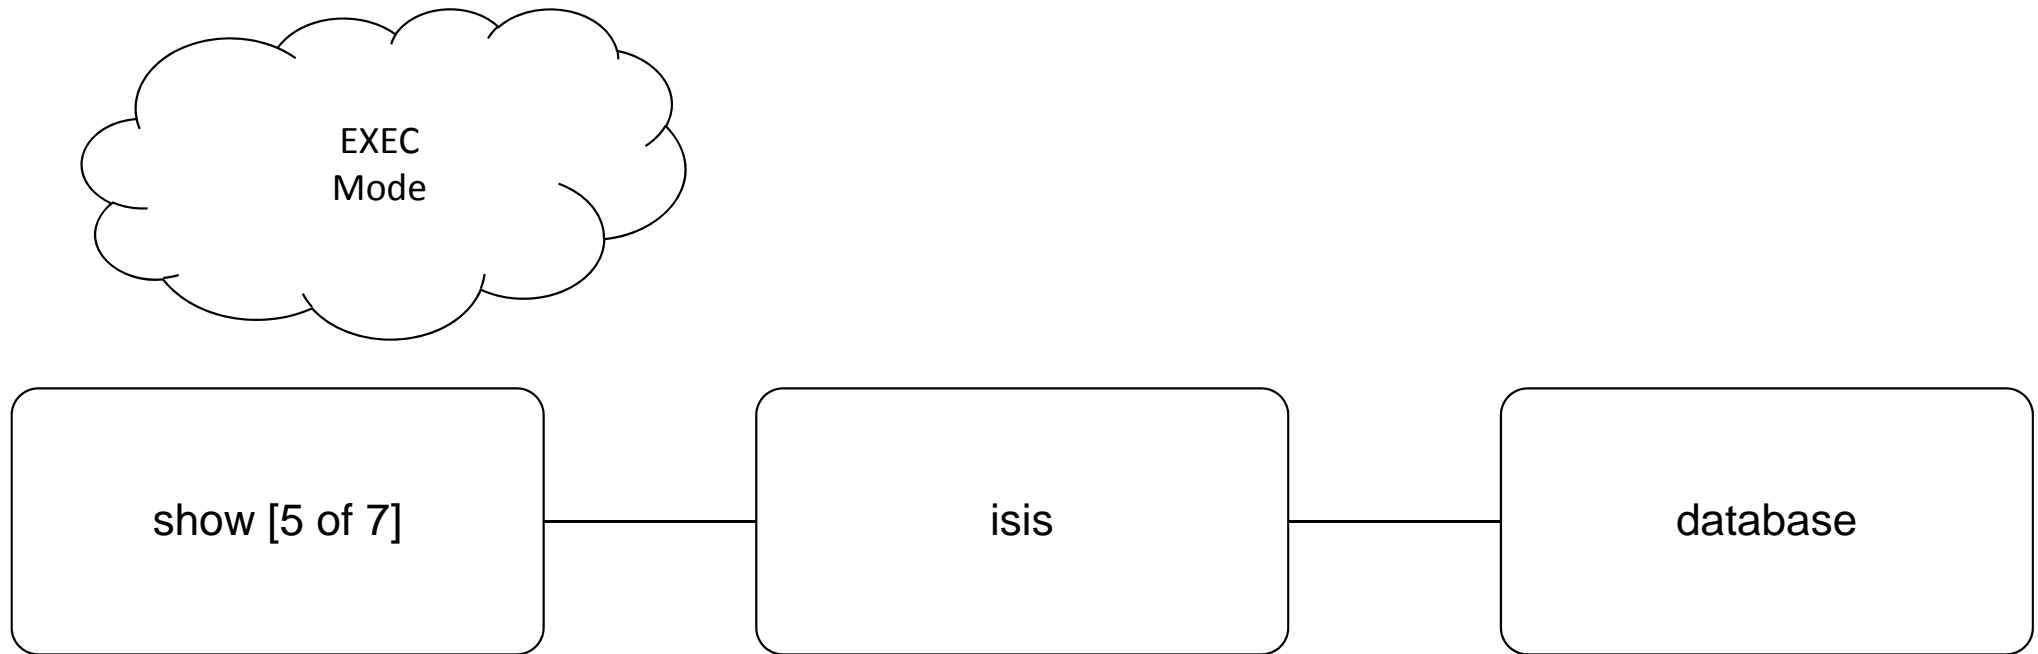 EXEC
Mode
show [5 of 7]
isis
database